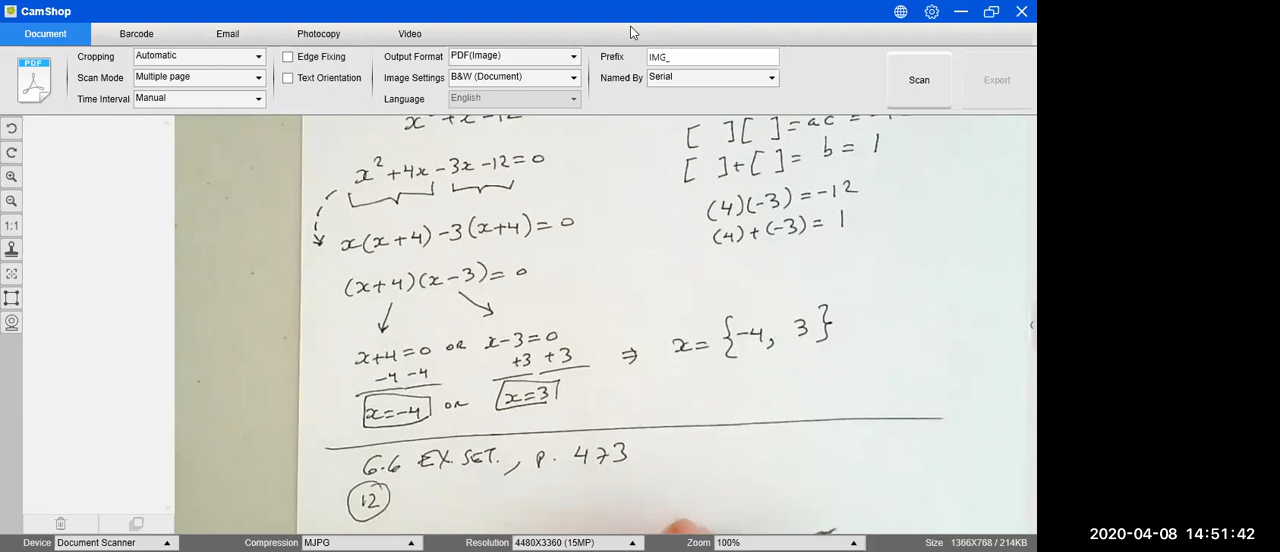 CamShop
Document Barcode Email Photocopy Video
Cropping Automatic Edge Fixing Output Format PDF(Image) Prefix IMG_
PDF Scan Mode Multiple page Text Orientation Image Settings B&W (Document) Named By Serial Scan Export
Time Interval Manual Language English
x² + x - 12
[ ][ ] = ac =
x² + 4x - 3x - 12 = 0
[ ] + [ ] = b = 1
(4)(-3) = -12
x(x+4) - 3(x+4) = 0
(4) + (-3) = 1
(x+4)(x-3) = 0
x+4=0 OR x-3=0
-4 -4 +3 +3 ⇒ x = {-4, 3}
x=-4 OR x=3
6.6 EX. SET., p. 473
12
1:1
Device Document Scanner Compression MJPG Resolution 4480X3360 (15MP) Zoom 100% Size 1366X768 / 214KB
2020-04-08 14:51:42